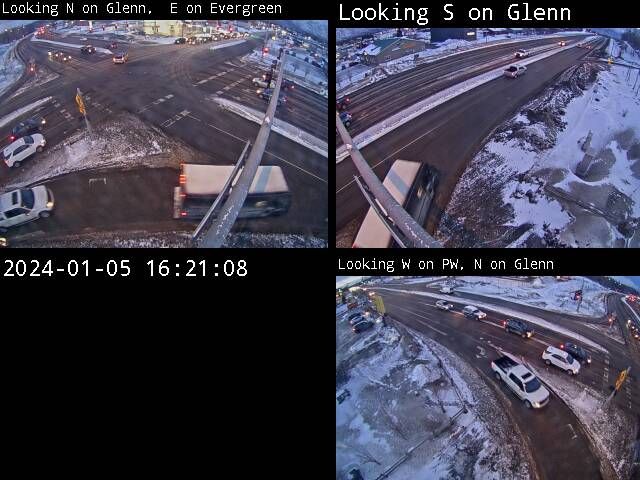 Looking N on Glenn,  E on Evergreen
Looking S on Glenn
2024-01-05 16:21:08
Looking W on PW, N on Glenn